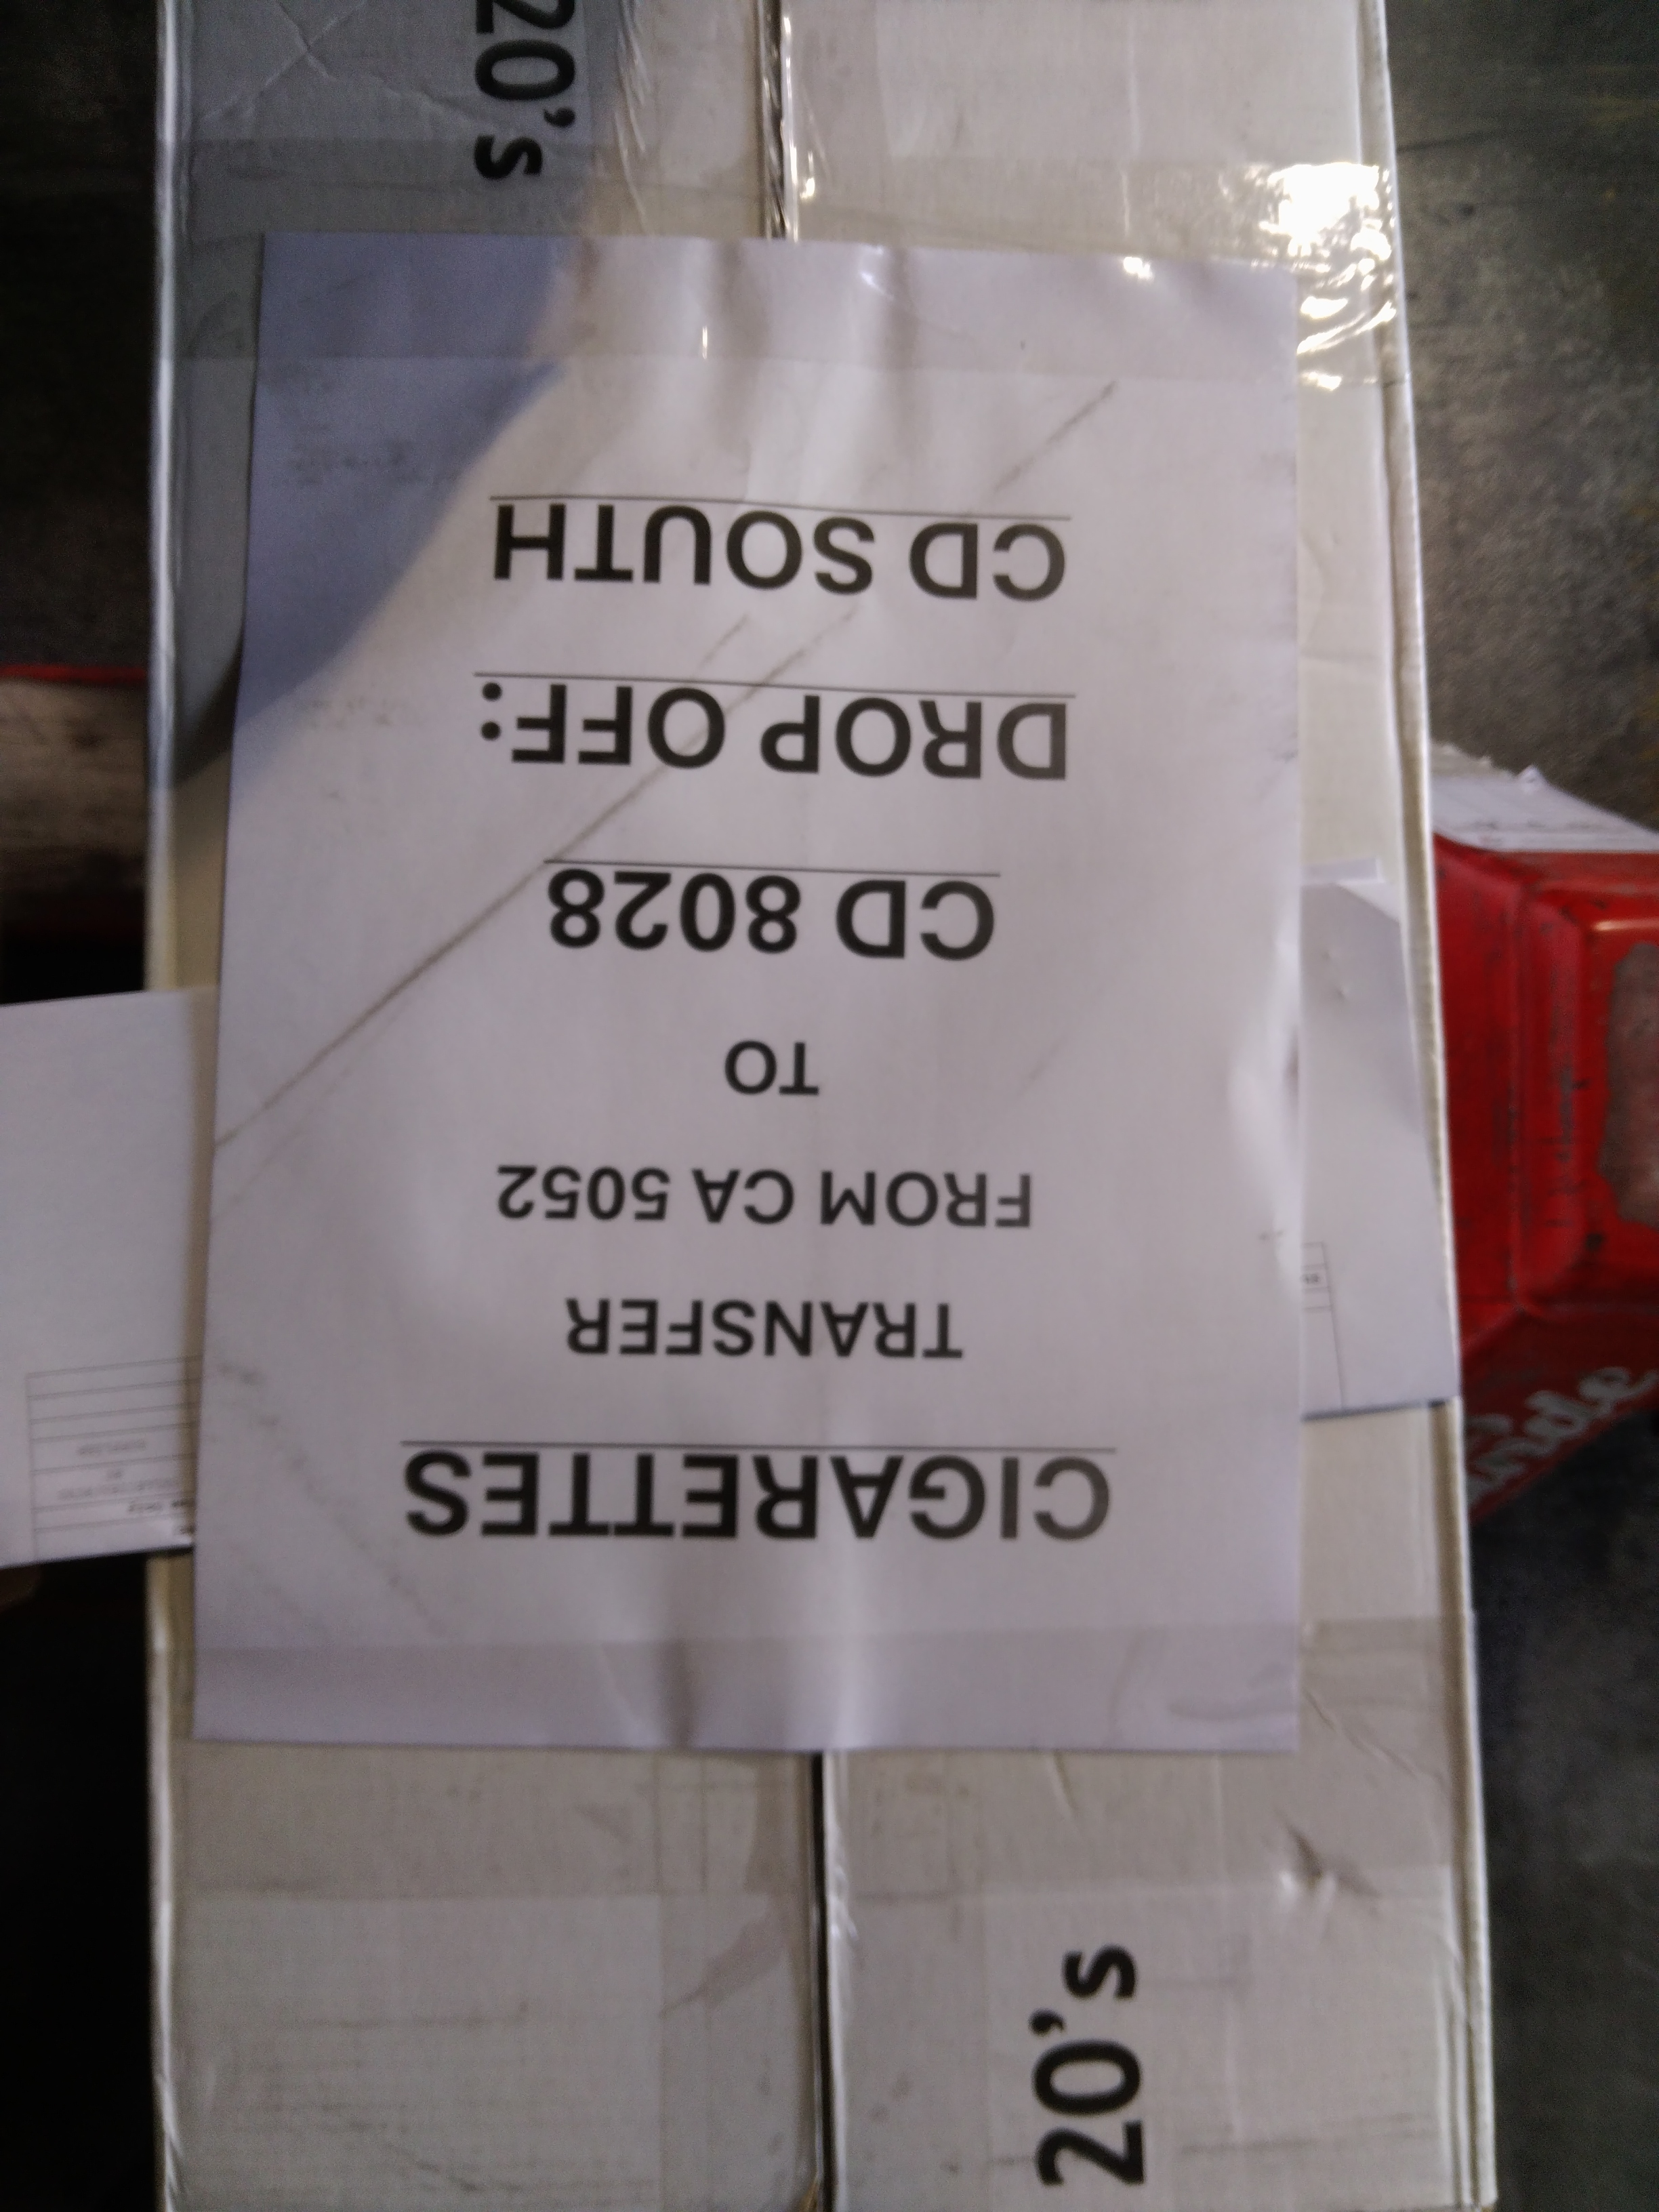 CIGARETTES
TRANSFER
FROM CA 5052
TO
CD 8028
DROP OFF:
CD SOUTH
20's
20's